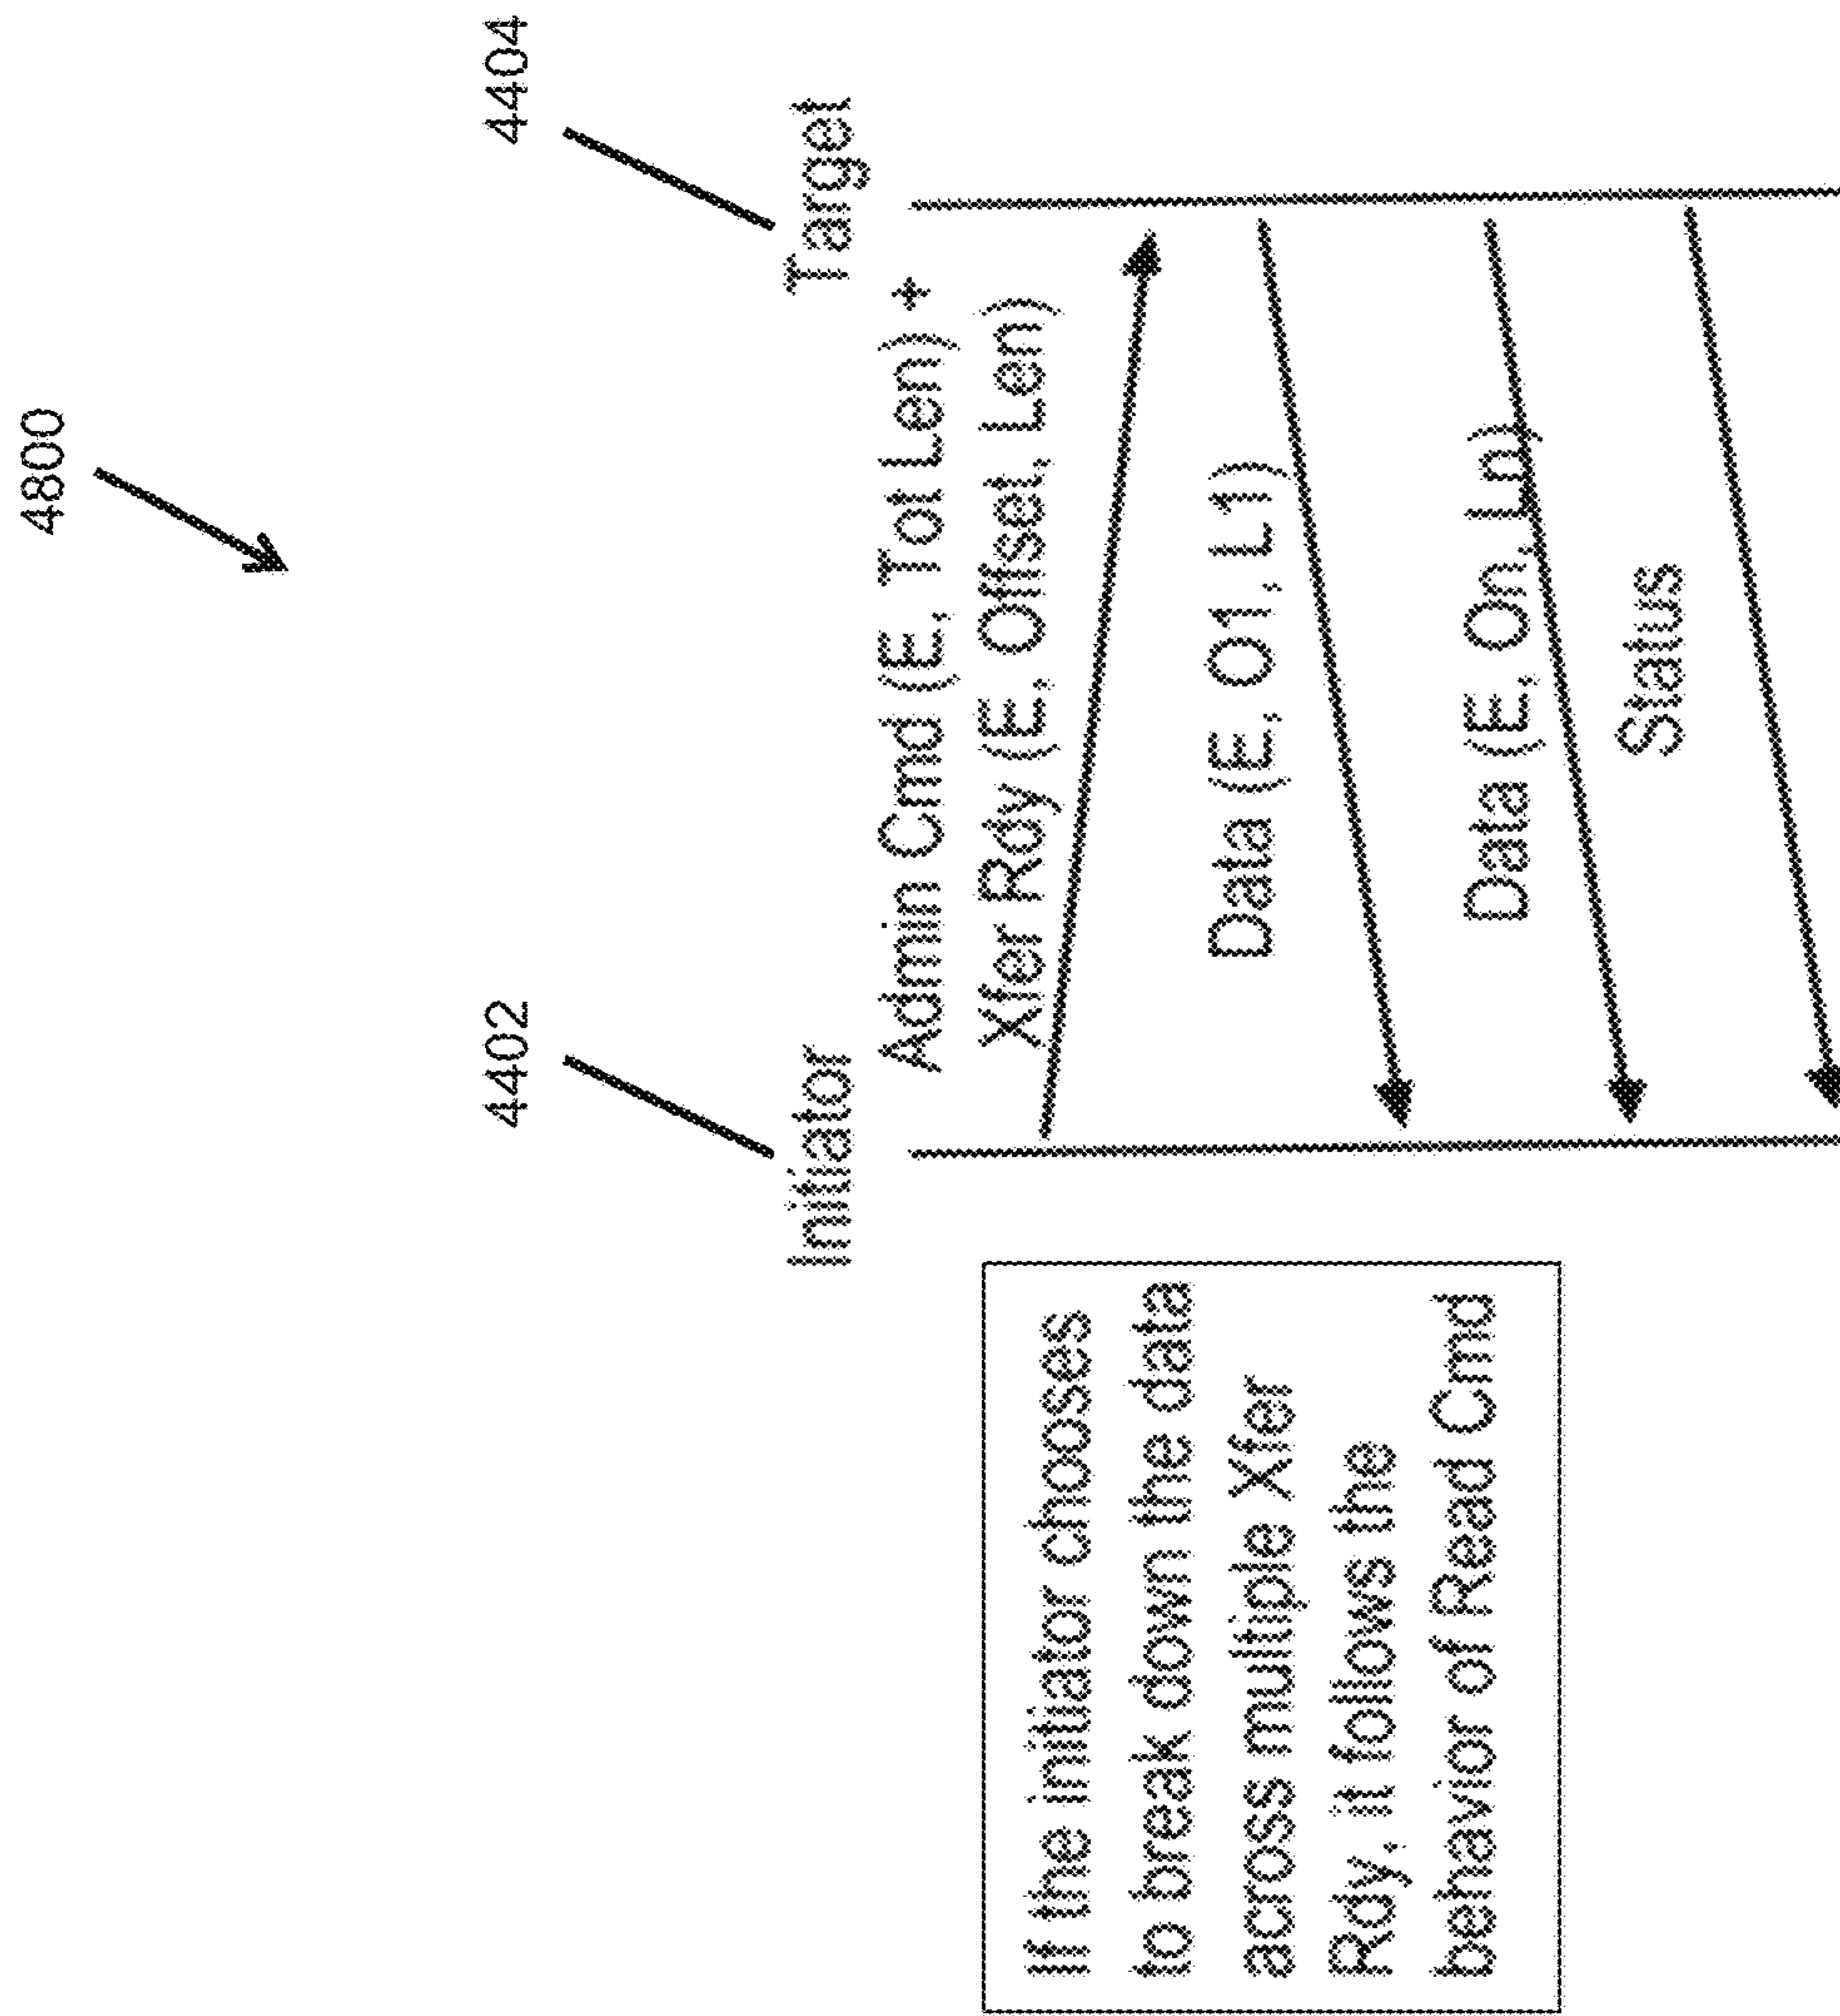 4800
4402
4404
Initiator
Target
Admin Cmd (E, Tot Len) +
Xfer Rdy (E, Offset, Len)
Data (E, O1, L1)
Data (E, On, Ln)
Status
If the initiator chooses
to break down the data
across multiple Xfer
Rdy, it follows the
behavior of Read Cmd